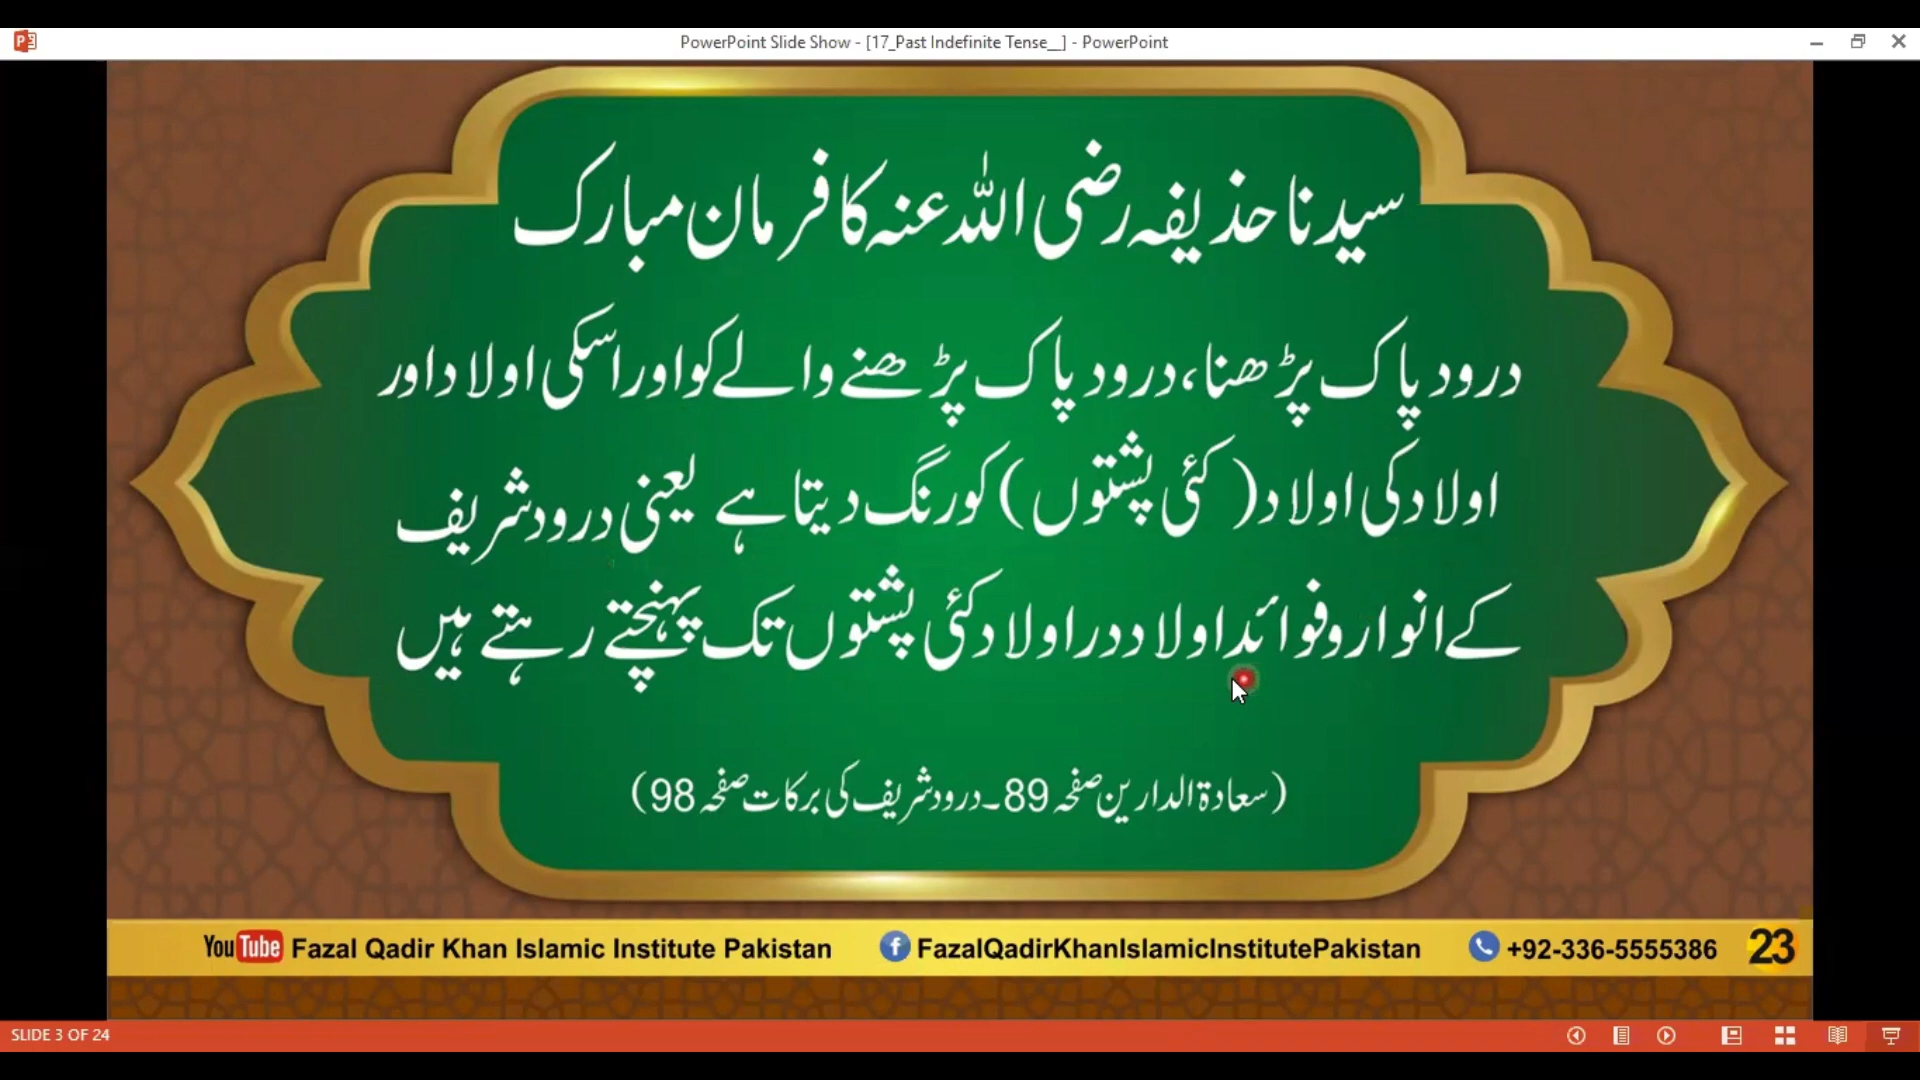 PowerPoint Slide Show - [17_Past Indefinite Tense__] - PowerPoint
سیدنا حذیفہ رضی اللہ عنہ کا فرمان مبارک
درود پاک پڑھنا، درود پاک پڑھنے والے کو اور اسکی اولاد اور
اولاد کی اولاد (کئی پشتوں) کو رنگ دیتا ہے یعنی درود شریف
کے انوار و فوائد اولاد در اولاد کئی پشتوں تک پہنچتے رہتے ہیں
(سعادۃ الدارین صفحہ 89۔ درود شریف کی برکات صفحہ 98)
YouTube Fazal Qadir Khan Islamic Institute Pakistan f FazalQadirKhanIslamicInstitutePakistan +92-336-5555386 23
SLIDE 3 OF 24